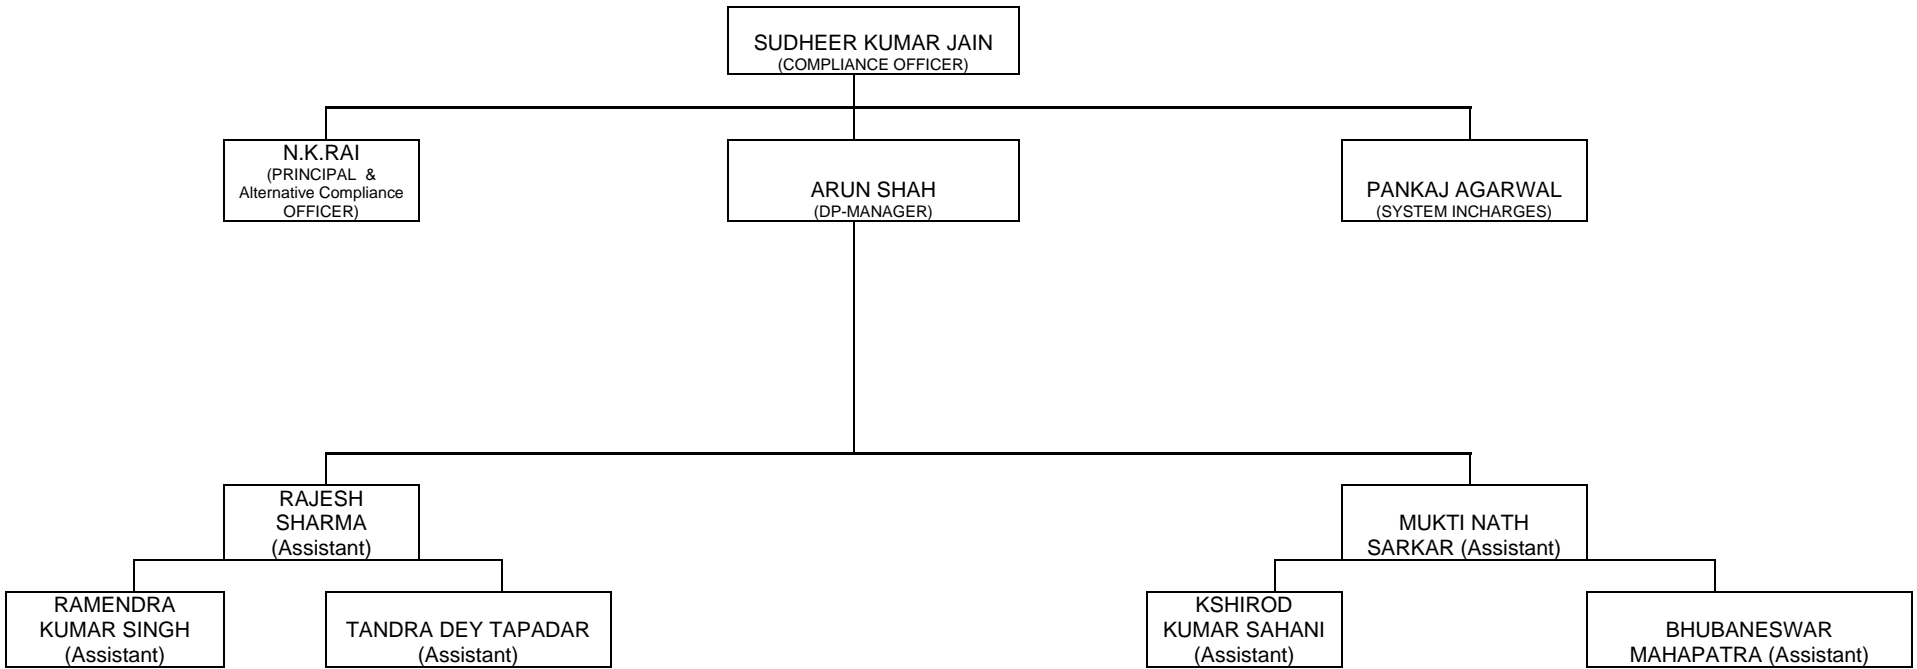 SUDHEER KUMAR JAIN
(COMPLIANCE OFFICER)
N.K.RAI
(PRINCIPAL &
Alternative Compliance
OFFICER)
ARUN SHAH
(DP-MANAGER)
PANKAJ AGARWAL
(SYSTEM INCHARGES)
RAJESH
SHARMA
(Assistant)
MUKTI NATH
SARKAR (Assistant)
RAMENDRA
KUMAR SINGH
(Assistant)
TANDRA DEY TAPADAR
(Assistant)
KSHIROD
KUMAR SAHANI
(Assistant)
BHUBANESWAR
MAHAPATRA (Assistant)